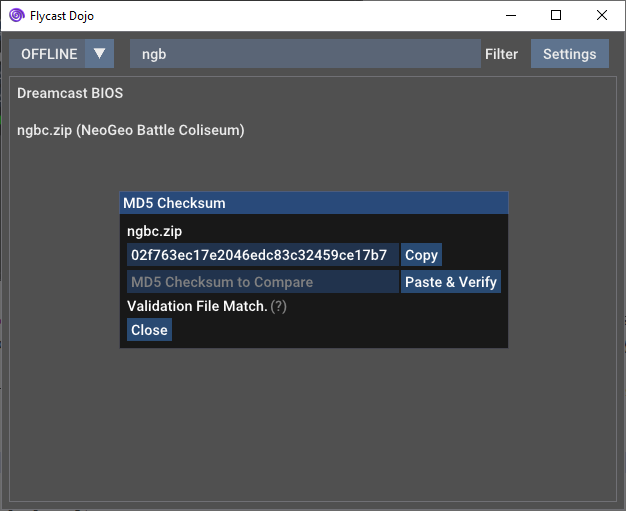 Flycast Dojo
OFFLINE ▼ ngb Filter Settings
Dreamcast BIOS
ngbc.zip (NeoGeo Battle Coliseum)
MD5 Checksum
ngbc.zip
02f763ec17e2046edc83c32459ce17b7 Copy
MD5 Checksum to Compare Paste & Verify
Validation File Match. (?)
Close